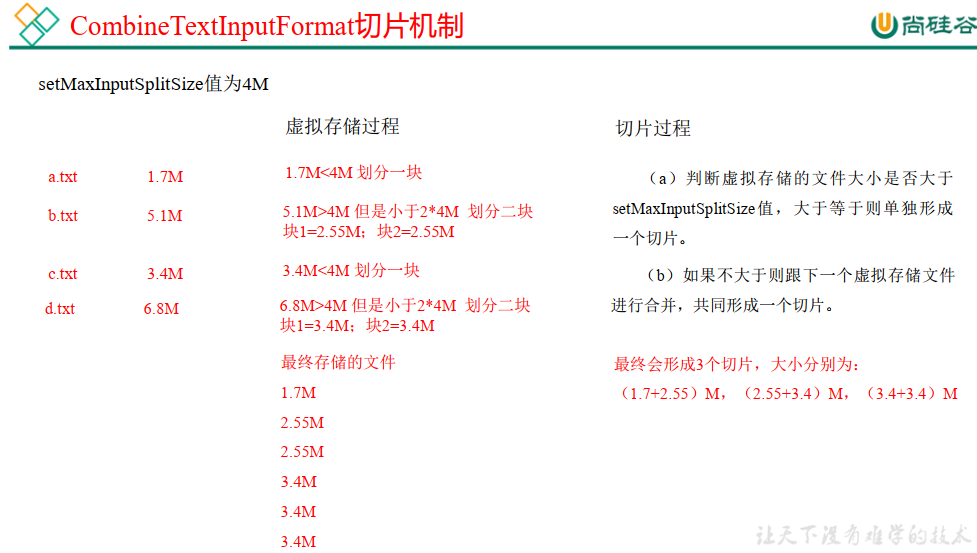 CombineTextInputFormat切片机制
尚硅谷
setMaxInputSplitSize值为4M
虚拟存储过程
切片过程
a.txt 1.7M 1.7M<4M 划分一块
b.txt 5.1M 5.1M>4M 但是小于2*4M 划分二块
块1=2.55M；块2=2.55M
c.txt 3.4M 3.4M<4M 划分一块
d.txt 6.8M 6.8M>4M 但是小于2*4M 划分二块
块1=3.4M；块2=3.4M
最终存储的文件
1.7M
2.55M
2.55M
3.4M
3.4M
3.4M
（a）判断虚拟存储的文件大小是否大于
setMaxInputSplitSize值，大于等于则单独形成
一个切片。
（b）如果不大于则跟下一个虚拟存储文件
进行合并，共同形成一个切片。
最终会形成3个切片，大小分别为：
（1.7+2.55）M，（2.55+3.4）M，（3.4+3.4）M
让天下没有难学的技术